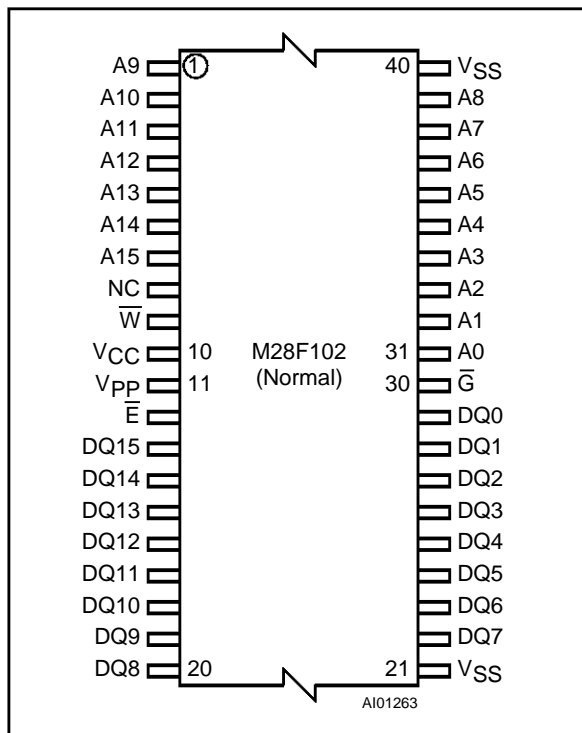 A9 1 40 VSS
A10 A8
A11 A7
A12 A6
A13 A5
A14 A4
A15 A3
NC A2
W̅ A1
VCC 10 M28F102 31 A0
VPP 11 (Normal) 30 G̅
E̅ DQ0
DQ15 DQ1
DQ14 DQ2
DQ13 DQ3
DQ12 DQ4
DQ11 DQ5
DQ10 DQ6
DQ9 DQ7
DQ8 20 21 VSS
AI01263